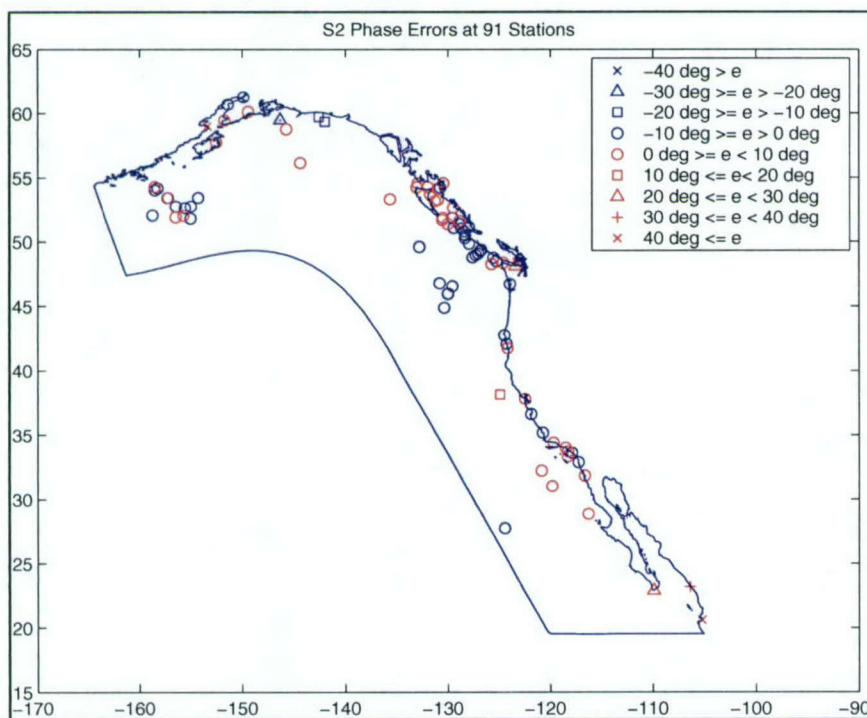 S2 Phase Errors at 91 Stations
65
60
55
50
45
40
35
30
25
20
15
−170
−160
−150
−140
−130
−120
−110
−100
−90
−40 deg > e
−30 deg >= e > −20 deg
−20 deg >= e > −10 deg
−10 deg >= e > 0 deg
0 deg >= e < 10 deg
10 deg <= e< 20 deg
20 deg <= e < 30 deg
30 deg <= e < 40 deg
40 deg <= e